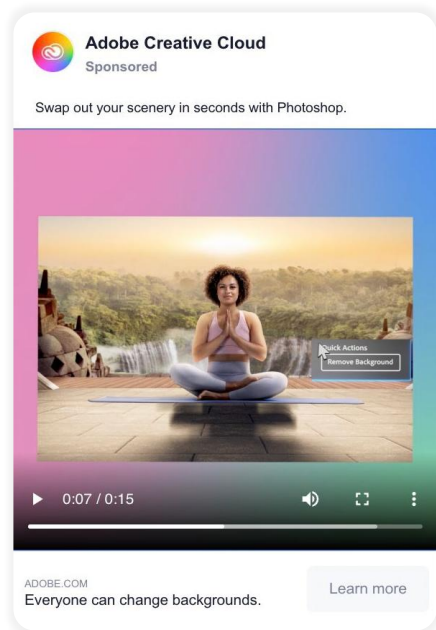 Adobe Creative Cloud
Sponsored
Swap out your scenery in seconds with Photoshop.
Quick Actions
Remove Background
0:07 / 0:15
ADOBE.COM
Everyone can change backgrounds.
Learn more